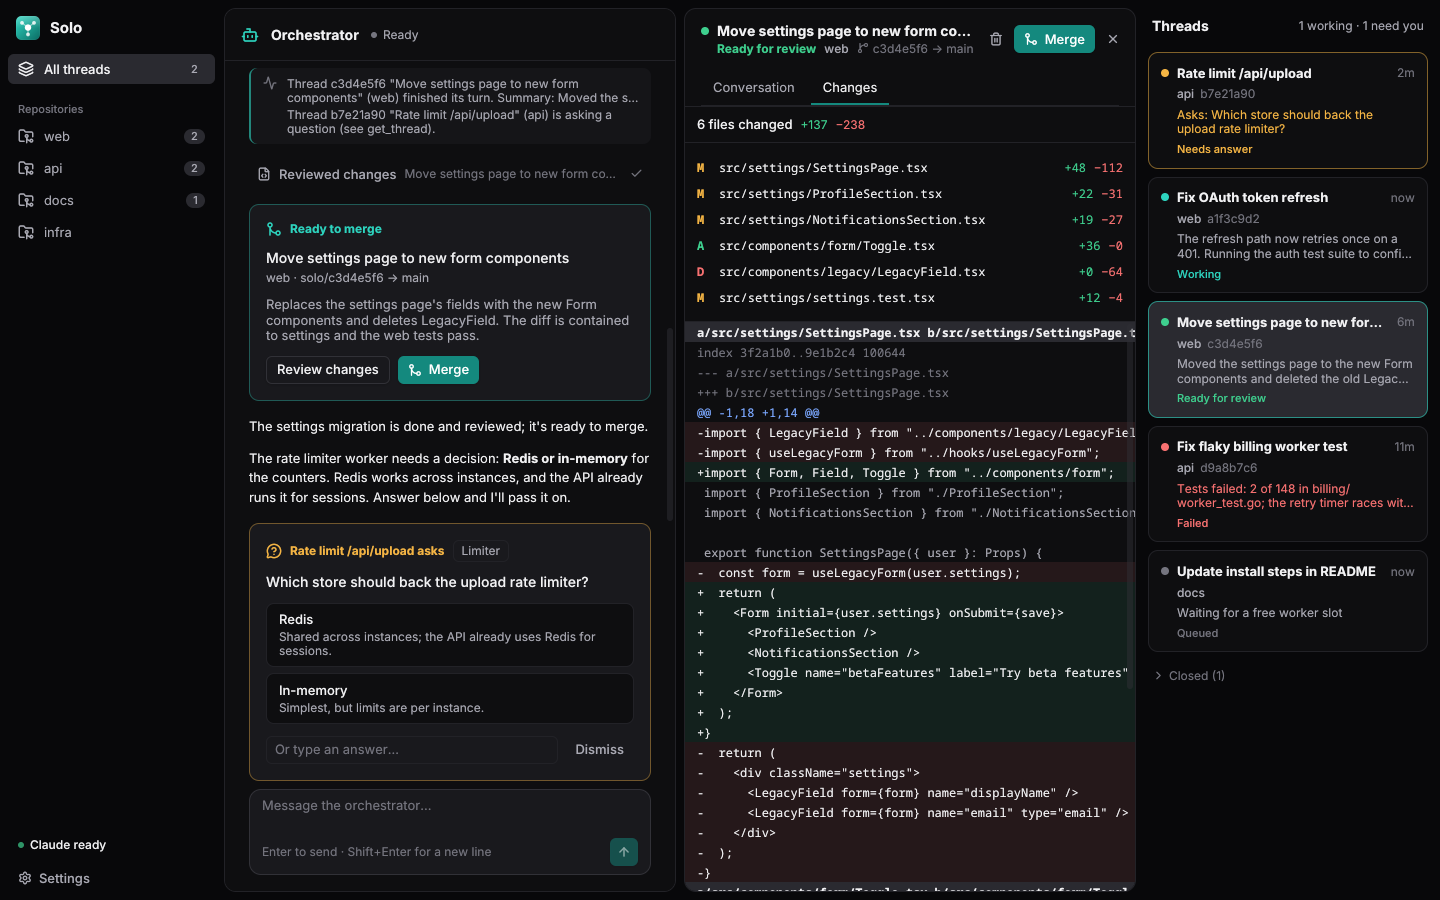 Solo
All threads 2
Repositories
web 2
api 2
docs 1
infra
Claude ready
Settings
Orchestrator Ready
Thread c3d4e5f6 "Move settings page to new form
components" (web) finished its turn. Summary: Moved the s...
Thread b7e21a90 "Rate limit /api/upload" (api) is asking a
question (see get_thread).
Reviewed changes Move settings page to new form co...
Ready to merge
Move settings page to new form components
web · solo/c3d4e5f6 → main
Replaces the settings page's fields with the new Form
components and deletes LegacyField. The diff is contained
to settings and the web tests pass.
Review changes Merge
The settings migration is done and reviewed; it's ready to merge.
The rate limiter worker needs a decision: Redis or in-memory for
the counters. Redis works across instances, and the API already
runs it for sessions. Answer below and I'll pass it on.
Rate limit /api/upload asks Limiter
Which store should back the upload rate limiter?
Redis
Shared across instances; the API already uses Redis for
sessions.
In-memory
Simplest, but limits are per instance.
Or type an answer... Dismiss
Message the orchestrator...
Enter to send · Shift+Enter for a new line
Move settings page to new form co...
Ready for review web c3d4e5f6 → main
Merge
Conversation Changes
6 files changed +137 −238
M src/settings/SettingsPage.tsx +48 −112
M src/settings/ProfileSection.tsx +22 −31
M src/settings/NotificationsSection.tsx +19 −27
A src/components/form/Toggle.tsx +36 −0
D src/components/legacy/LegacyField.tsx +0 −64
M src/settings/settings.test.tsx +12 −4
a/src/settings/SettingsPage.tsx b/src/settings/SettingsPage.t
index 3f2a1b0..9e1b2c4 100644
--- a/src/settings/SettingsPage.tsx
+++ b/src/settings/SettingsPage.tsx
@@ -1,18 +1,14 @@
-import { LegacyField } from "../components/legacy/LegacyFiel
-import { useLegacyForm } from "../hooks/useLegacyForm";
+import { Form, Field, Toggle } from "../components/form";
 import { ProfileSection } from "./ProfileSection";
 import { NotificationsSection } from "./NotificationsSection
 export function SettingsPage({ user }: Props) {
-  const form = useLegacyForm(user.settings);
+  return (
+    <Form initial={user.settings} onSubmit={save}>
+      <ProfileSection />
+      <NotificationsSection />
+      <Toggle name="betaFeatures" label="Try beta features"
+    </Form>
+  );
+}
-  return (
-    <div className="settings">
-      <LegacyField form={form} name="displayName" />
-      <LegacyField form={form} name="email" type="email" />
-    </div>
-  );
-}
Threads 1 working · 1 need you
Rate limit /api/upload 2m
api b7e21a90
Asks: Which store should back the
upload rate limiter?
Needs answer
Fix OAuth token refresh now
web a1f3c9d2
The refresh path now retries once on a
401. Running the auth test suite to confi...
Working
Move settings page to new for... 6m
web c3d4e5f6
Moved the settings page to the new Form
components and deleted the old Legac...
Ready for review
Fix flaky billing worker test 11m
api d9a8b7c6
Tests failed: 2 of 148 in billing/
worker_test.go; the retry timer races wit...
Failed
Update install steps in README now
docs
Waiting for a free worker slot
Queued
Closed (1)